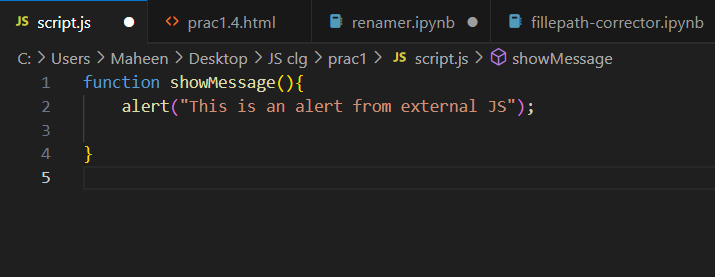 JS script.js prac1.4.html renamer.ipynb fillepath-corrector.ipynb
C: > Users > Maheen > Desktop > JS clg > prac1 > JS script.js > showMessage
1 function showMessage(){
2 alert("This is an alert from external JS");
3
4 }
5